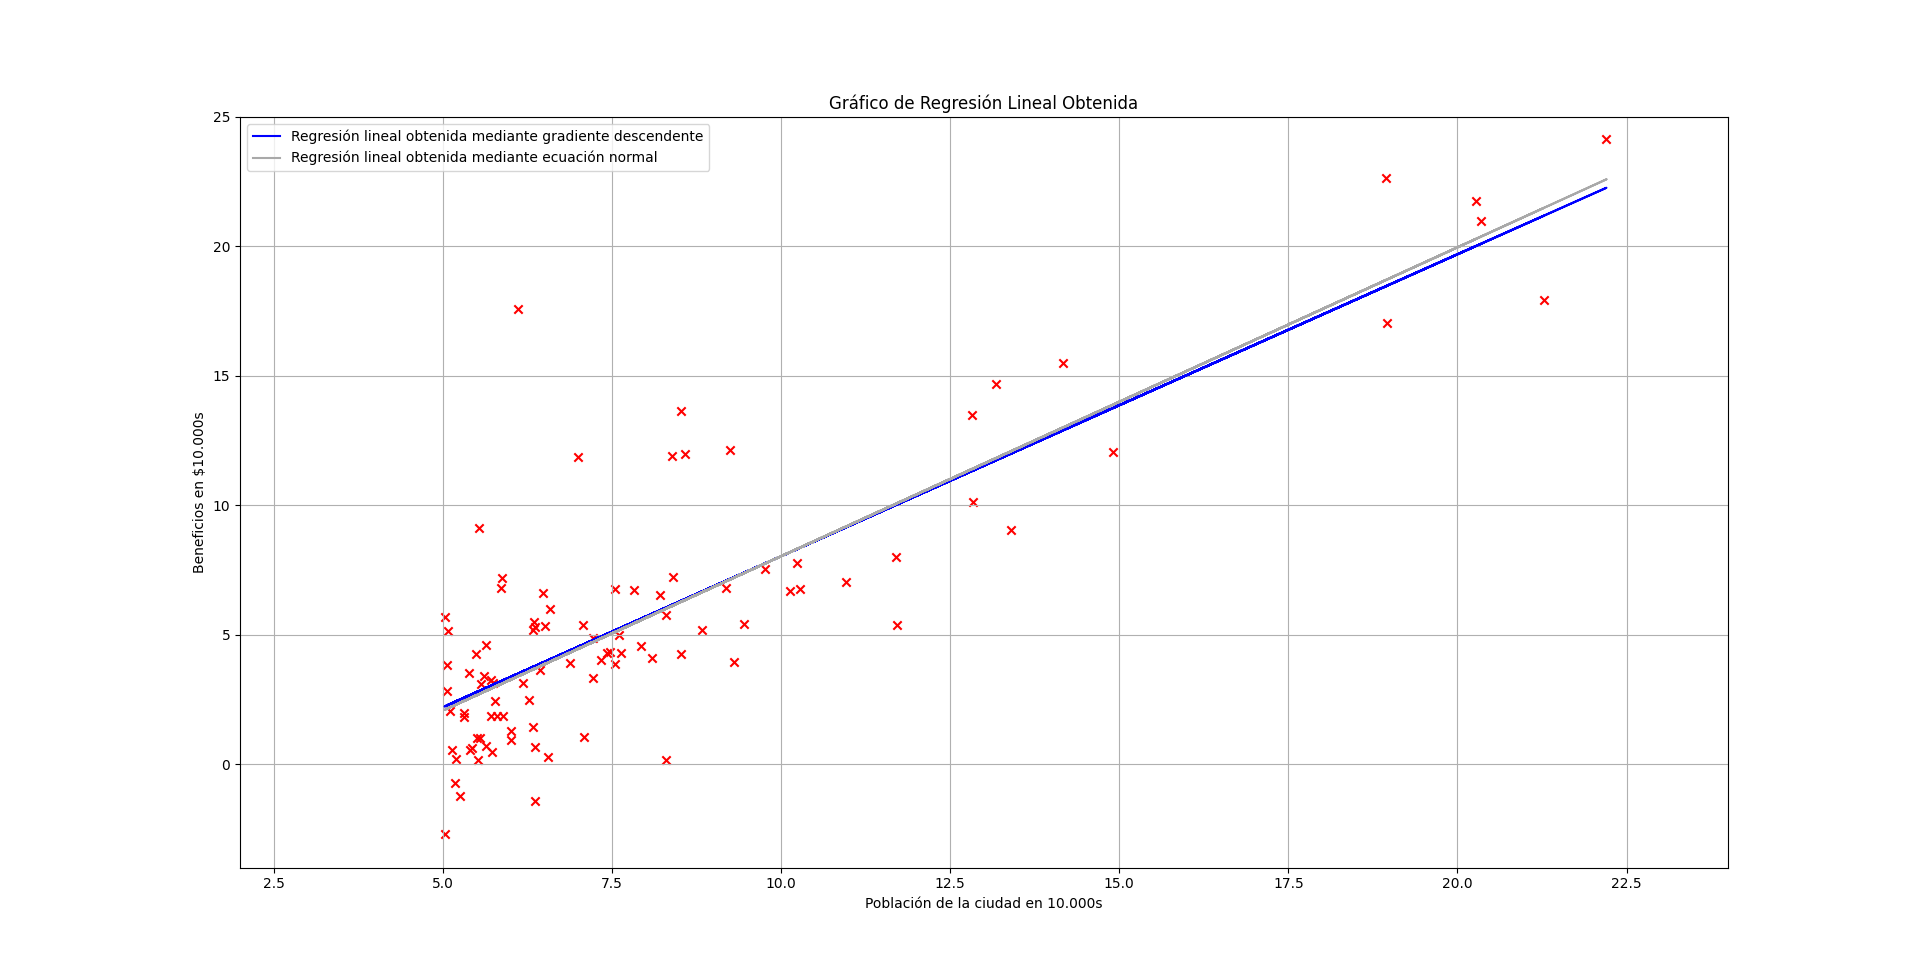 Gráfico de Regresión Lineal Obtenida
Regresión lineal obtenida mediante gradiente descendente
Regresión lineal obtenida mediante ecuación normal
25
20
15
10
5
0
Beneficios en $10.000s
2.5 5.0 7.5 10.0 12.5 15.0 17.5 20.0 22.5
Población de la ciudad en 10.000s